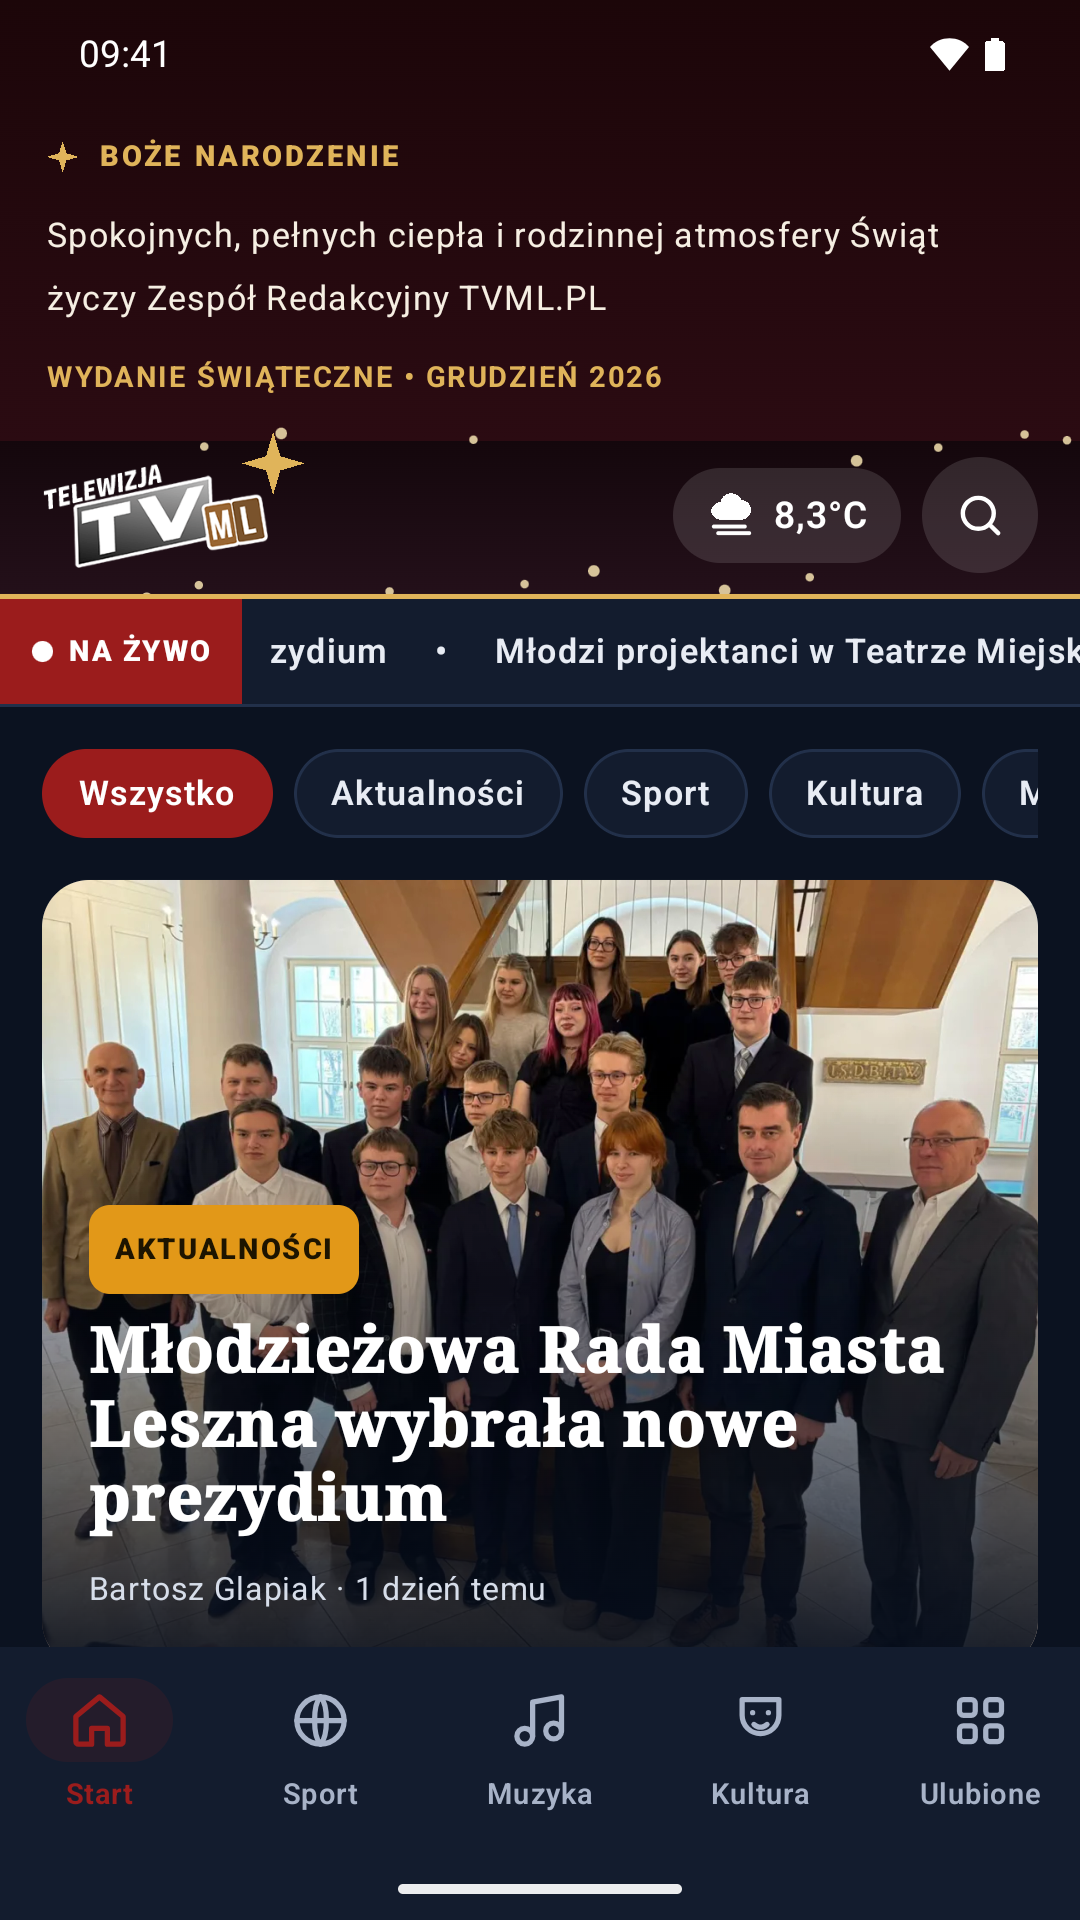 09:41
BOŻE NARODZENIE
Spokojnych, pełnych ciepła i rodzinnej atmosfery Świąt
życzy Zespół Redakcyjny TVML.PL
WYDANIE ŚWIĄTECZNE • GRUDZIEŃ 2026
TELEWIZJA
TV ML
8,3°C
NA ŻYWO
zydium • Młodzi projektanci w Teatrze Miejsk
Wszystko
Aktualności
Sport
Kultura
M
I.S.D.B.I.T.W.
AKTUALNOŚCI
Młodzieżowa Rada Miasta
Leszna wybrała nowe
prezydium
Bartosz Glapiak · 1 dzień temu
Start
Sport
Muzyka
Kultura
Ulubione